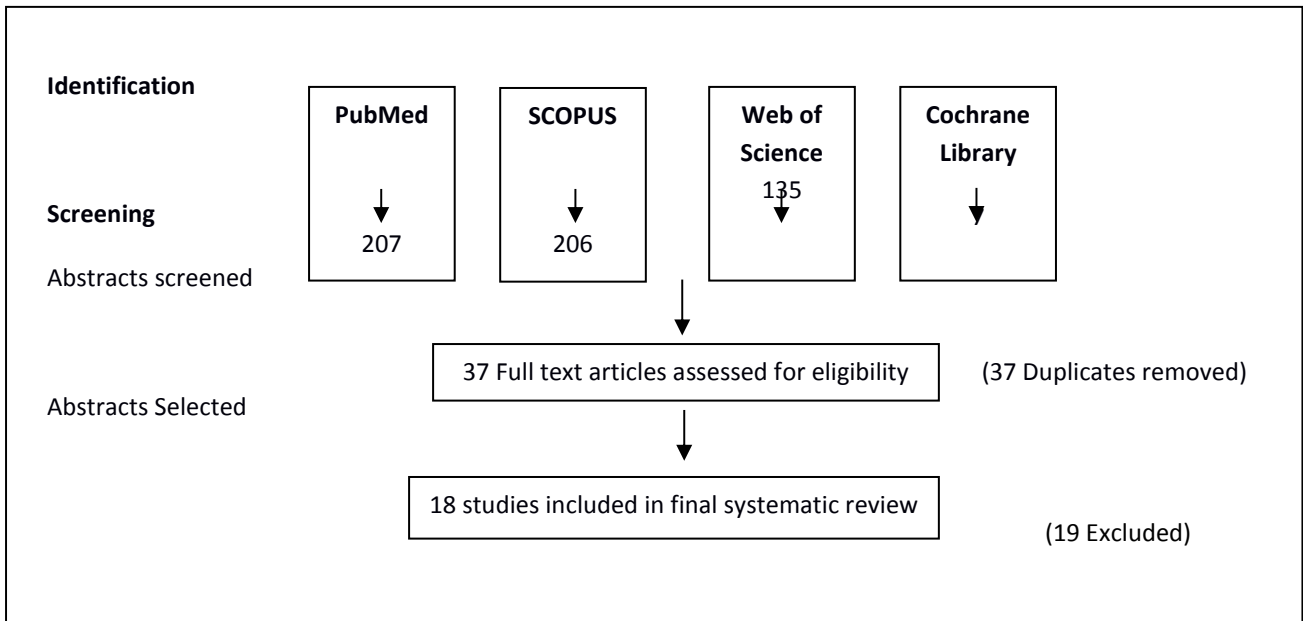 Identification
PubMed
SCOPUS
Web of
Science
135
Cochrane
Library
Screening
207
206
Abstracts screened
37 Full text articles assessed for eligibility
(37 Duplicates removed)
Abstracts Selected
18 studies included in final systematic review
(19 Excluded)